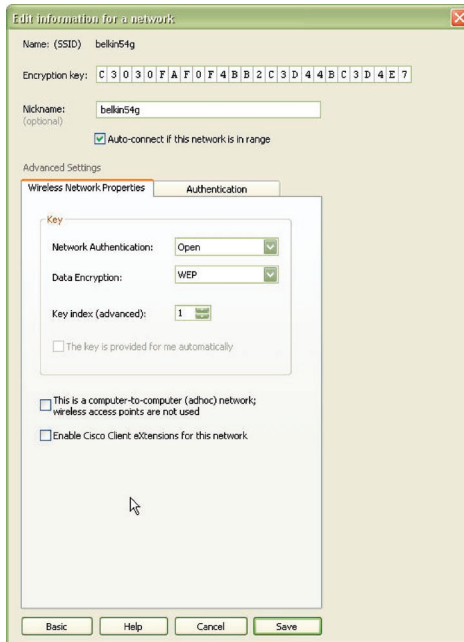 Edit information for a network
Name: (SSID) belkin54g
Encryption key: C 3 0 3 0 F A F 0 F 4 B B 2 C 3 D 4 4 B C 3 D 4 E 7
Nickname: belkin54g
(optional)
Auto-connect if this network is in range
Advanced Settings
Wireless Network Properties Authentication
Key
Network Authentication: Open
Data Encryption: WEP
Key index (advanced): 1
The key is provided for me automatically
This is a computer-to-computer (adhoc) network;
wireless access points are not used
Enable Cisco Client eXtensions for this network
Basic Help Cancel Save